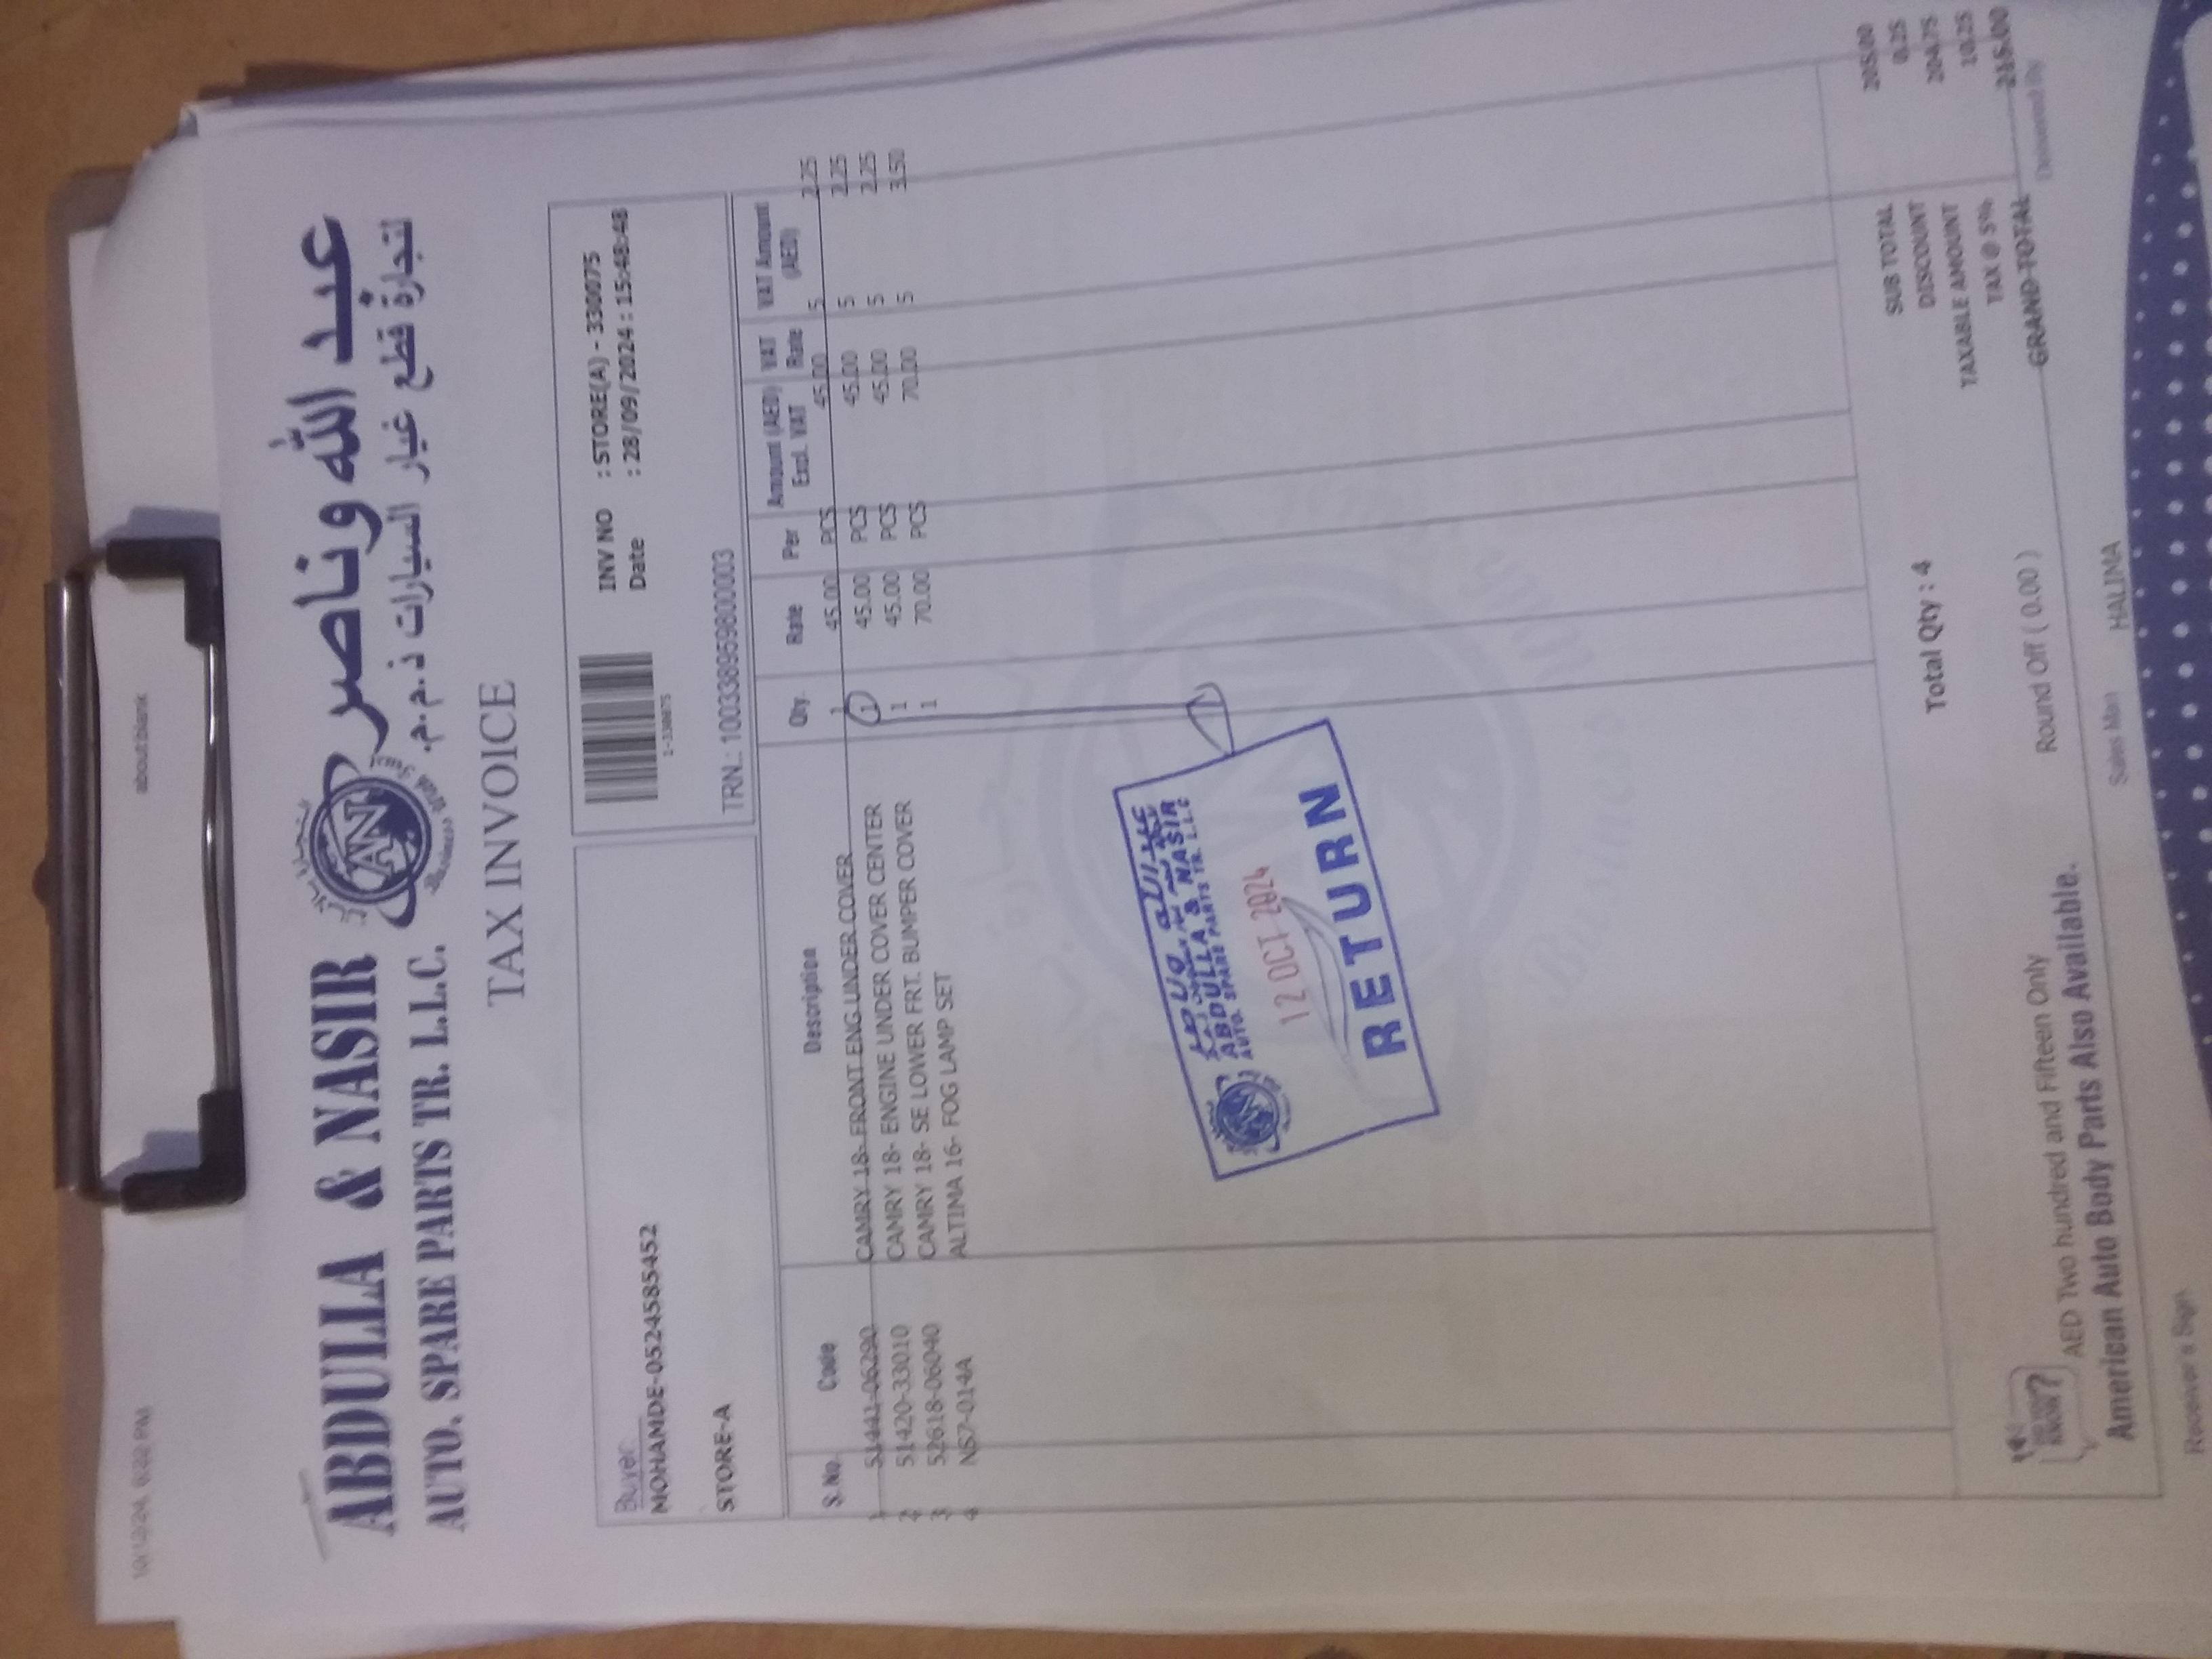 10/12/24, 6:22 PM about:blank
ABDULLA & NASIR عبد الله وناصر
AUTO. SPARE PARTS TR. L.L.C. لتجارة قطع غيار السيارات ذ.م.م.
AN
TAX INVOICE
Buyer
MOHAMDE-0524585452
STORE-A
1-330075
INV NO : STORE(A) - 330075
Date : 28/09/2024 : 15:48:48
TRN.: 100338959800003
S.No. Code Description Qty. Rate Per Amount (AED) Excl. VAT VAT Rate VAT Amount (AED)
1 51441-06290 CAMRY 18- FRONT ENG.UNDER COVER 1 45.00 PCS 45.00 5 2.25
2 51420-33010 CAMRY 18- ENGINE UNDER COVER CENTER 1 45.00 PCS 45.00 5 2.25
3 52618-06040 CAMRY 18- SE LOWER FRT. BUMPER COVER 1 45.00 PCS 45.00 5 2.25
4 NS7-014A ALTIMA 16- FOG LAMP SET 1 70.00 PCS 70.00 5 3.50
ABDULLA & NASIR
AUTO. SPARE PARTS TR. L.L.C
12 OCT 2024
RETURN
Total Qty : 4
SUB TOTAL 205.00
DISCOUNT 0.25
TAXABLE AMOUNT 204.75
TAX @ 5% 10.25
GRAND TOTAL 215.00
Round Off ( 0.00 )
KNOW?
AED Two hundred and Fifteen Only
American Auto Body Parts Also Available.
Receiver's Sign
Sales Man HALIMA
Delivered By